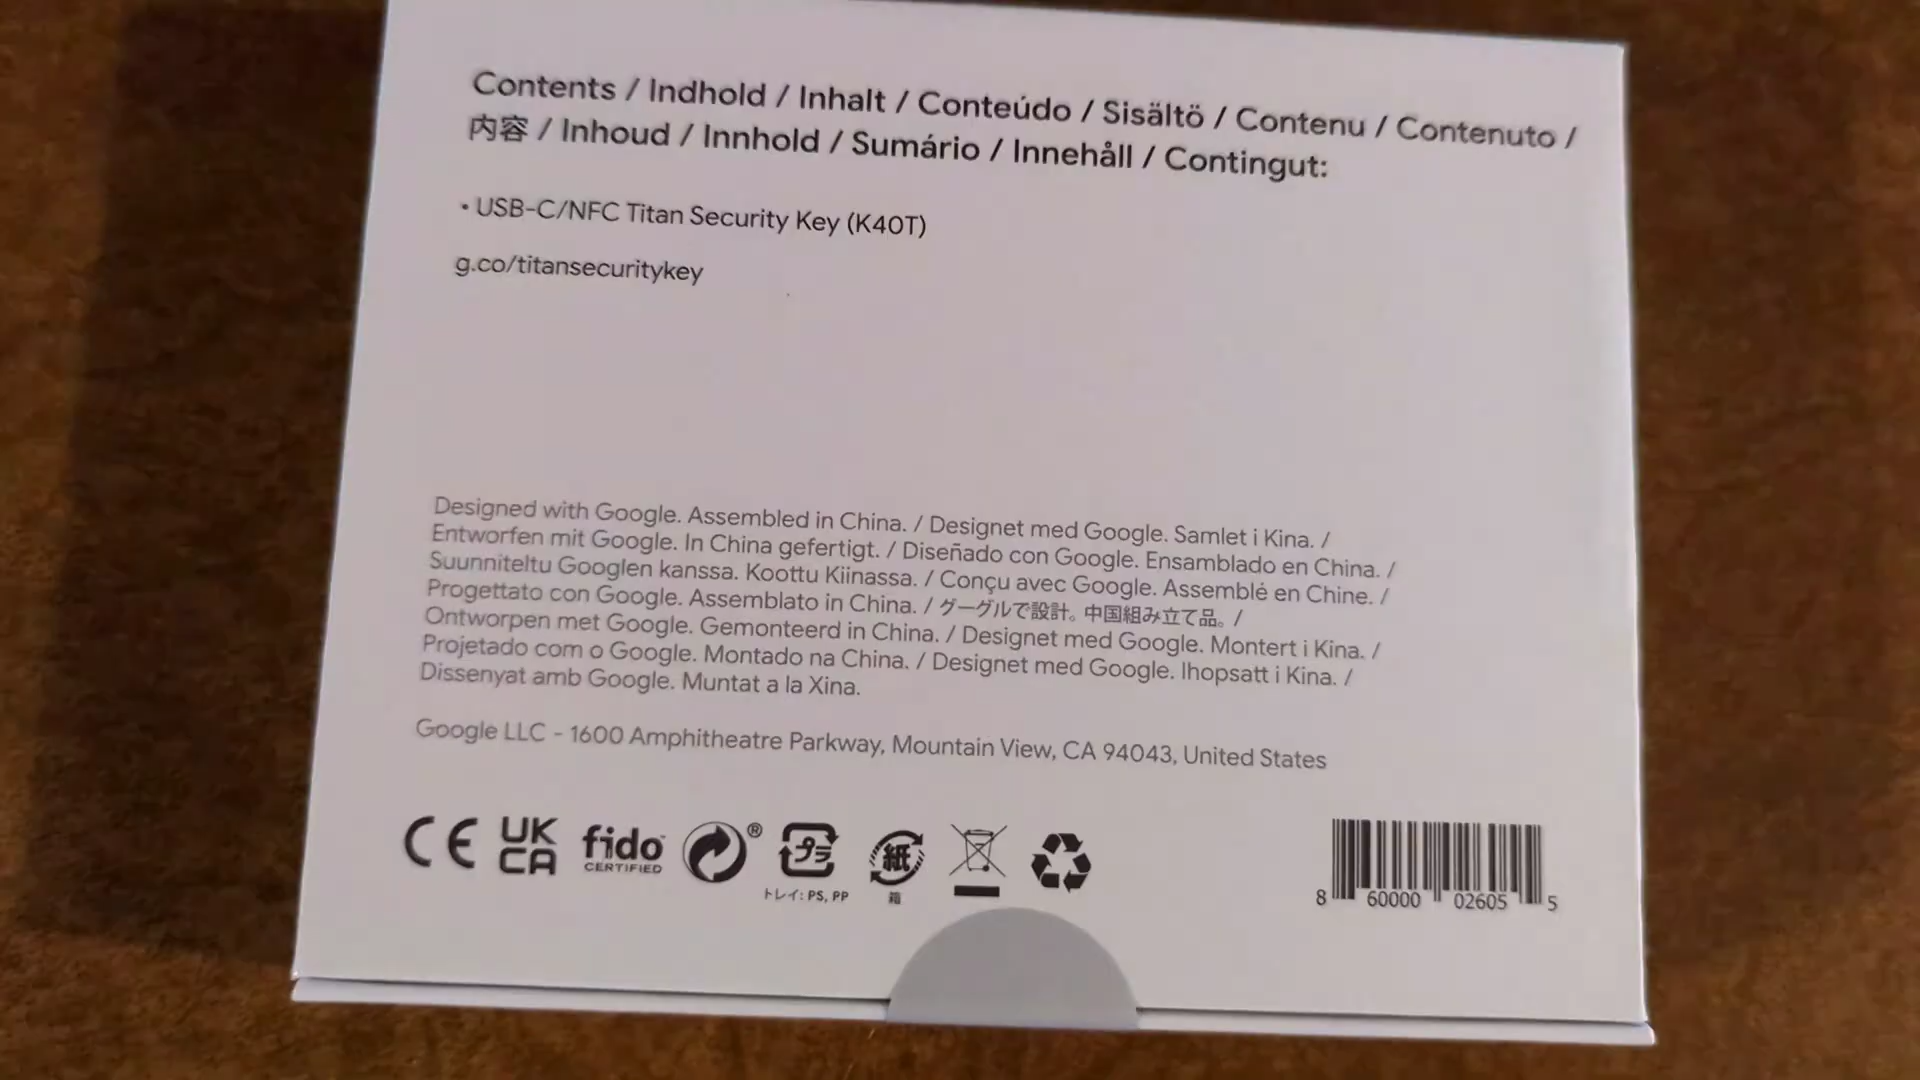 Contents / Indhold / Inhalt / Conteúdo / Sisältö / Contenu / Contenuto /
内容 / Inhoud / Innhold / Sumário / Innehåll / Contingut:
• USB-C/NFC Titan Security Key (K40T)
g.co/titansecuritykey
Designed with Google. Assembled in China. / Designet med Google. Samlet i Kina. /
Entworfen mit Google. In China gefertigt. / Diseñado con Google. Ensamblado en China. /
Suunniteltu Googlen kanssa. Koottu Kiinassa. / Conçu avec Google. Assemblé en Chine. /
Progettato con Google. Assemblato in China. / グーグルで設計。中国組み立て品。 /
Ontworpen met Google. Gemonteerd in China. / Designet med Google. Montert i Kina. /
Projetado com o Google. Montado na China. / Designet med Google. Ihopsatt i Kina. /
Dissenyat amb Google. Muntat a la Xina.
Google LLC - 1600 Amphitheatre Parkway, Mountain View, CA 94043, United States
CE UK CA fido CERTIFIED ® プラ 紙
トレイ: PS, PP 箱
8 60000 02605 5